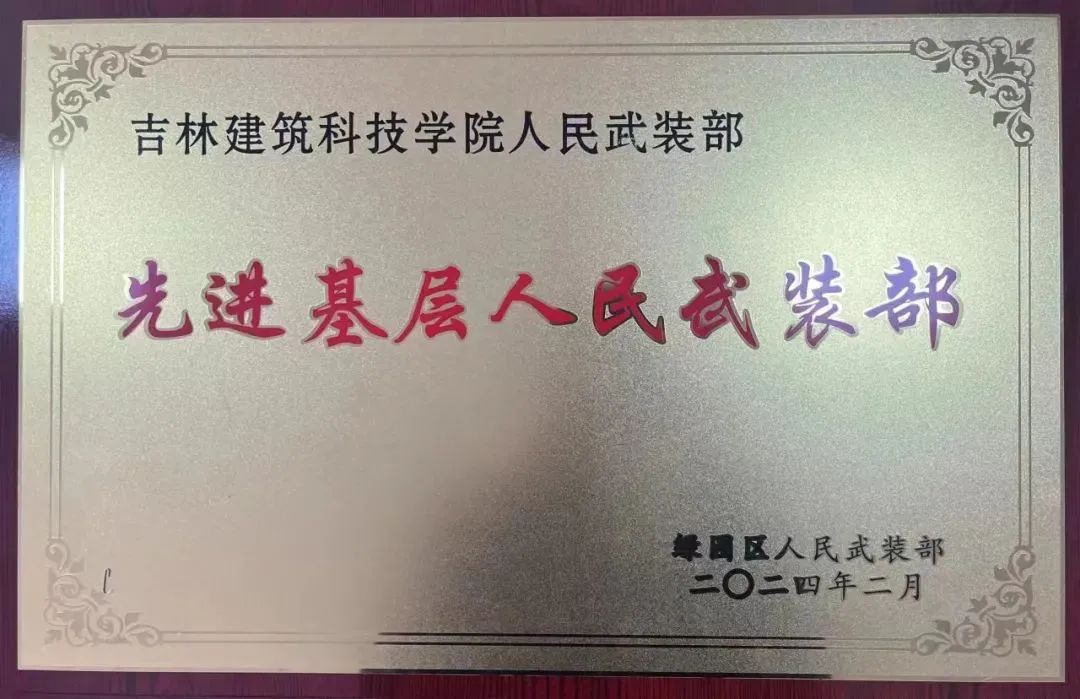 吉林建筑科技学院人民武装部
先进基层人民武装部
绿园区人民武装部
二〇二四年二月